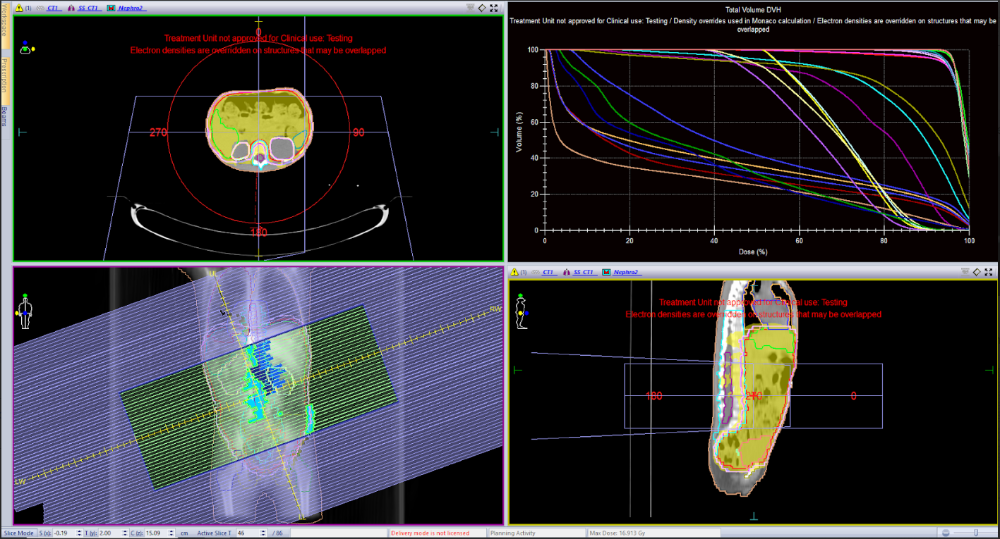 Workspace
Prescription
Beams
(1) CT1 SS_CT1 Nephro2
Treatment Unit not approved for Clinical use: Testing
Electron densities are overridden on structures that may be overlapped
0
270
90
180
Total Volume DVH
Treatment Unit not approved for Clinical use: Testing / Density overrides used in Monaco calculation / Electron densities are overridden on structures that may be
overlapped
Volume (%)
100
80
60
40
20
0
0 20 40 60 80 100
Dose (%)
UL
RW
LW
LL
(1) CT1 SS_CT1 Nephro2
Treatment Unit not approved for Clinical use: Testing
Electron densities are overridden on structures that may be overlapped
180
270
0
Slice Mode S (x): -0.19 T (y): 2.00 C (z): 15.09 cm Active Slice T 46 / 86 Delivery mode is not licensed Planning Activity Max Dose: 16.913 Gy